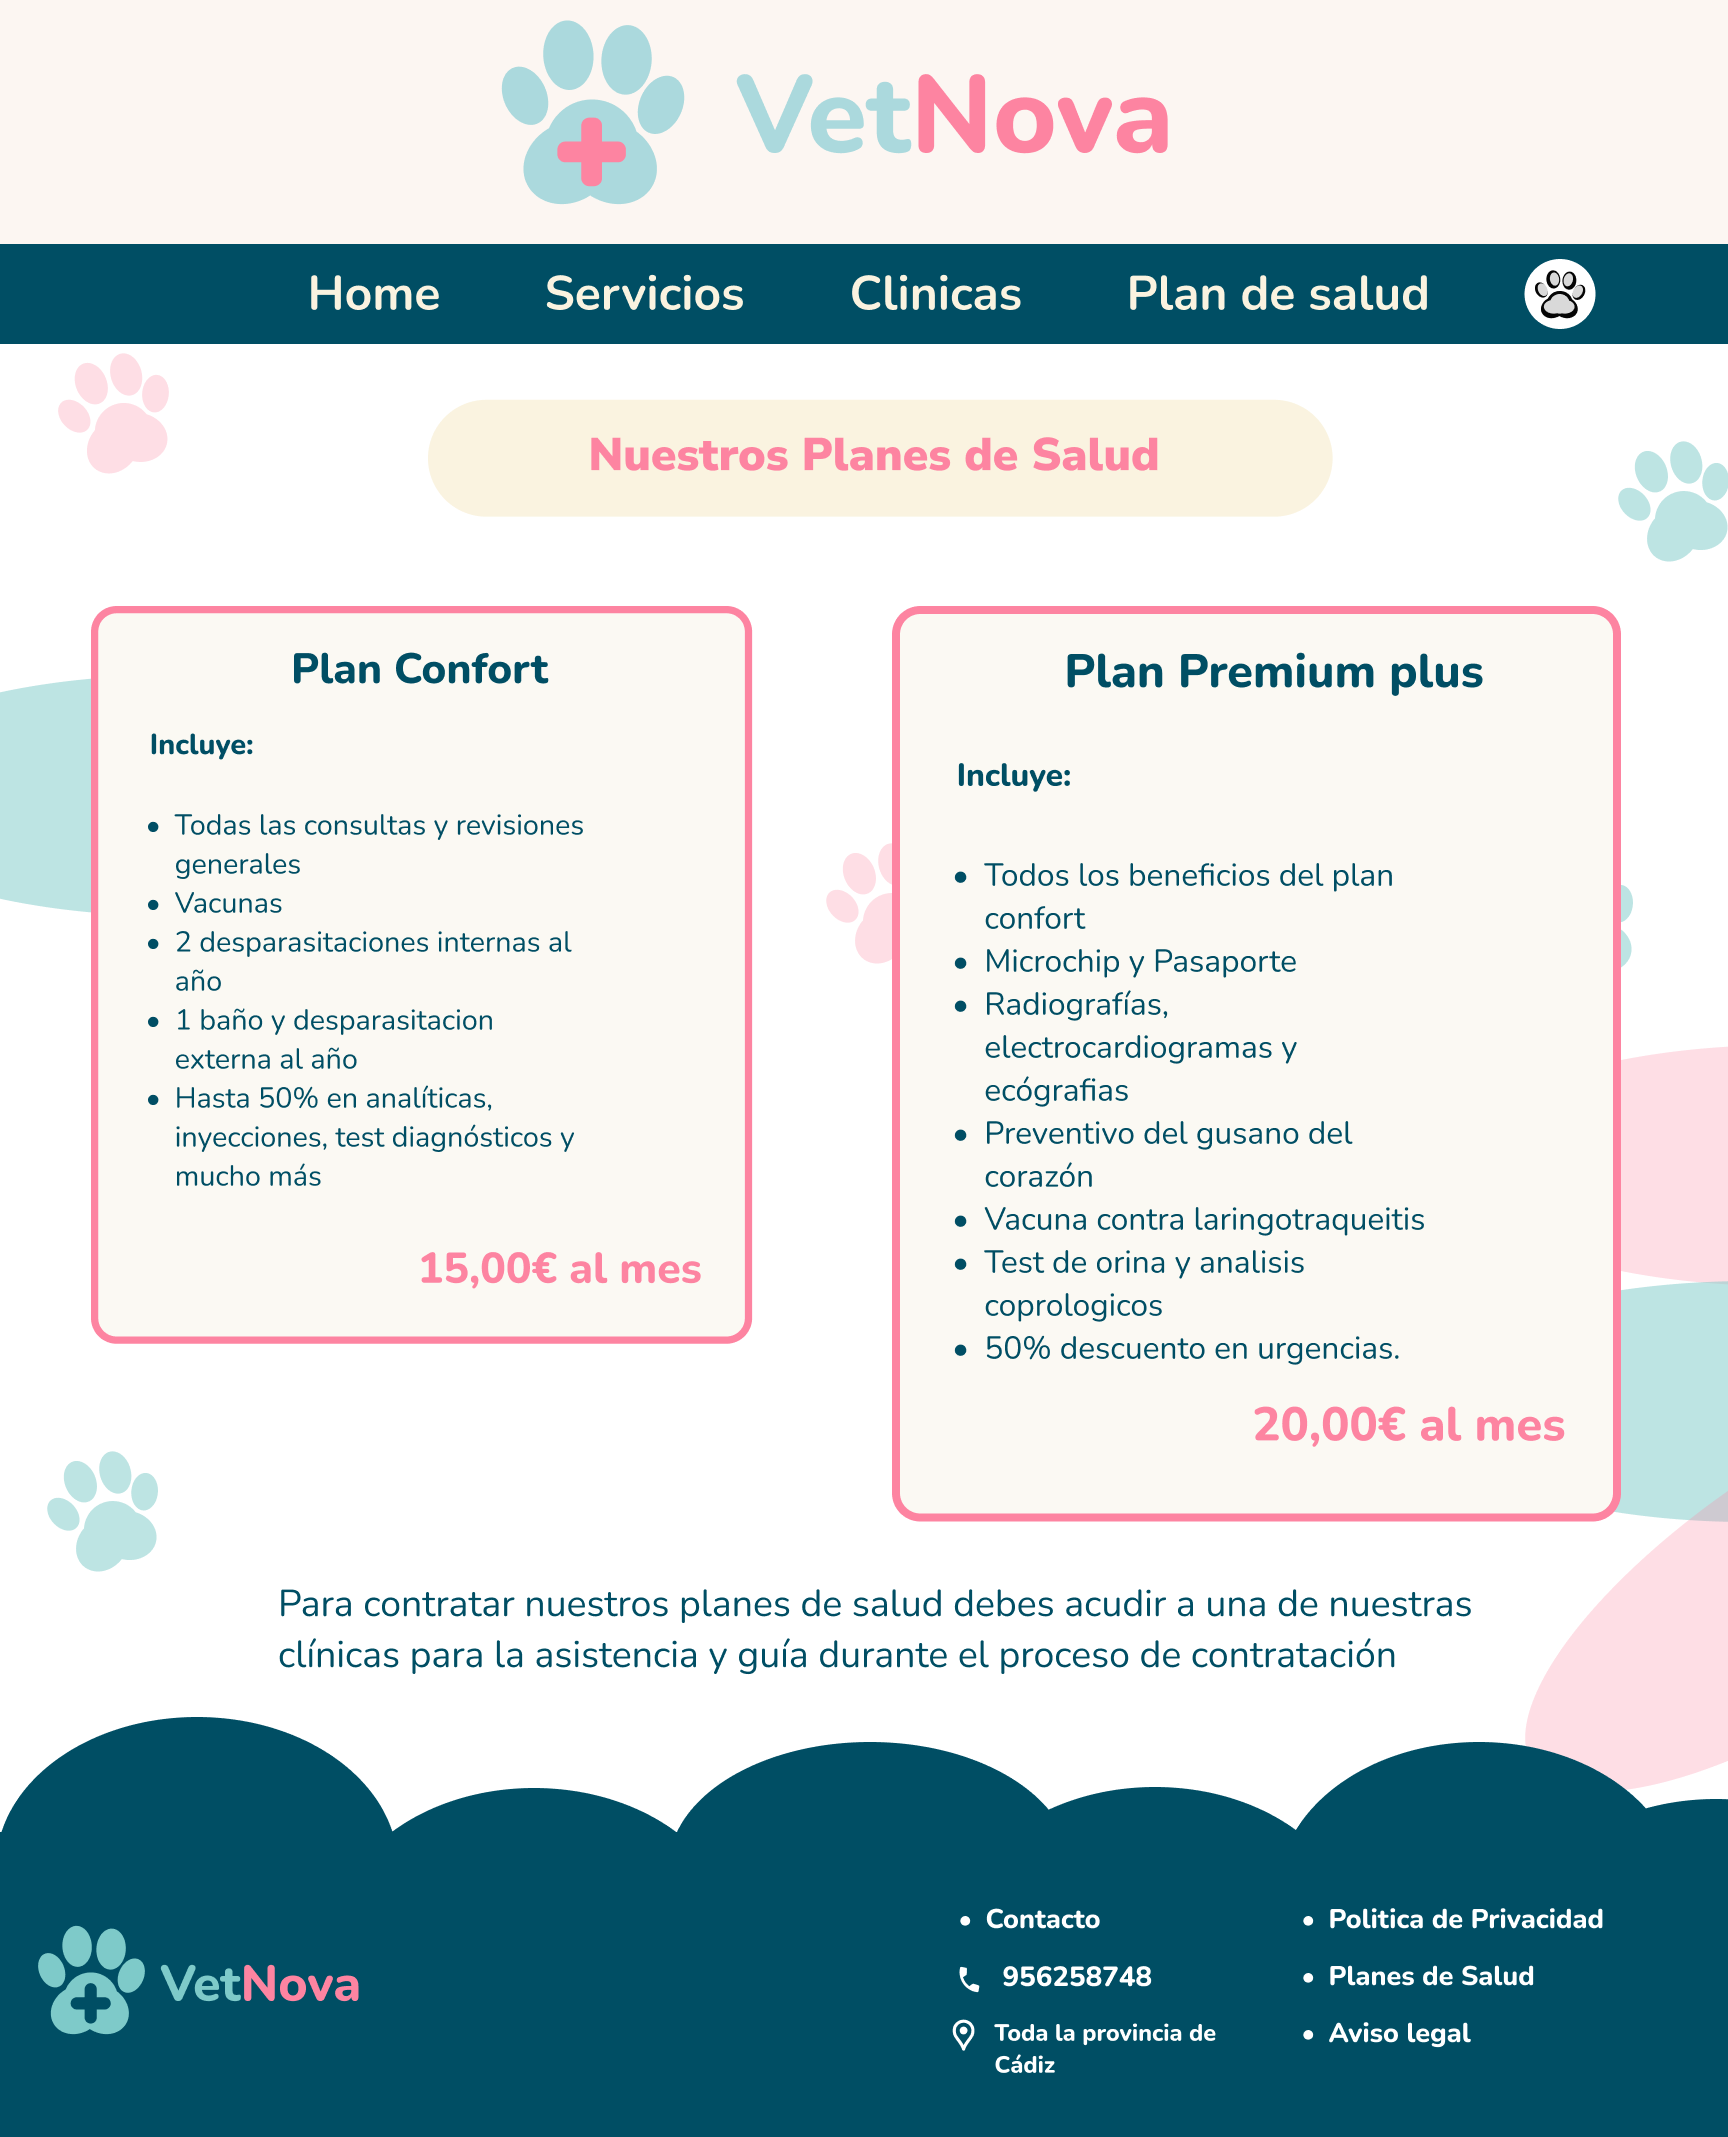 VetNova
Home Servicios Clinicas Plan de salud
Nuestros Planes de Salud
Plan Confort
Incluye:
• Todas las consultas y revisiones
generales
• Vacunas
• 2 desparasitaciones internas al
año
• 1 baño y desparasitacion
externa al año
• Hasta 50% en analíticas,
inyecciones, test diagnósticos y
mucho más
15,00€ al mes
Plan Premium plus
Incluye:
• Todos los beneficios del plan
confort
• Microchip y Pasaporte
• Radiografías,
electrocardiogramas y
ecógrafias
• Preventivo del gusano del
corazón
• Vacuna contra laringotraqueitis
• Test de orina y analisis
coprologicos
• 50% descuento en urgencias.
20,00€ al mes
Para contratar nuestros planes de salud debes acudir a una de nuestras
clínicas para la asistencia y guía durante el proceso de contratación
VetNova
• Contacto
956258748
Toda la provincia de
Cádiz
• Politica de Privacidad
• Planes de Salud
• Aviso legal